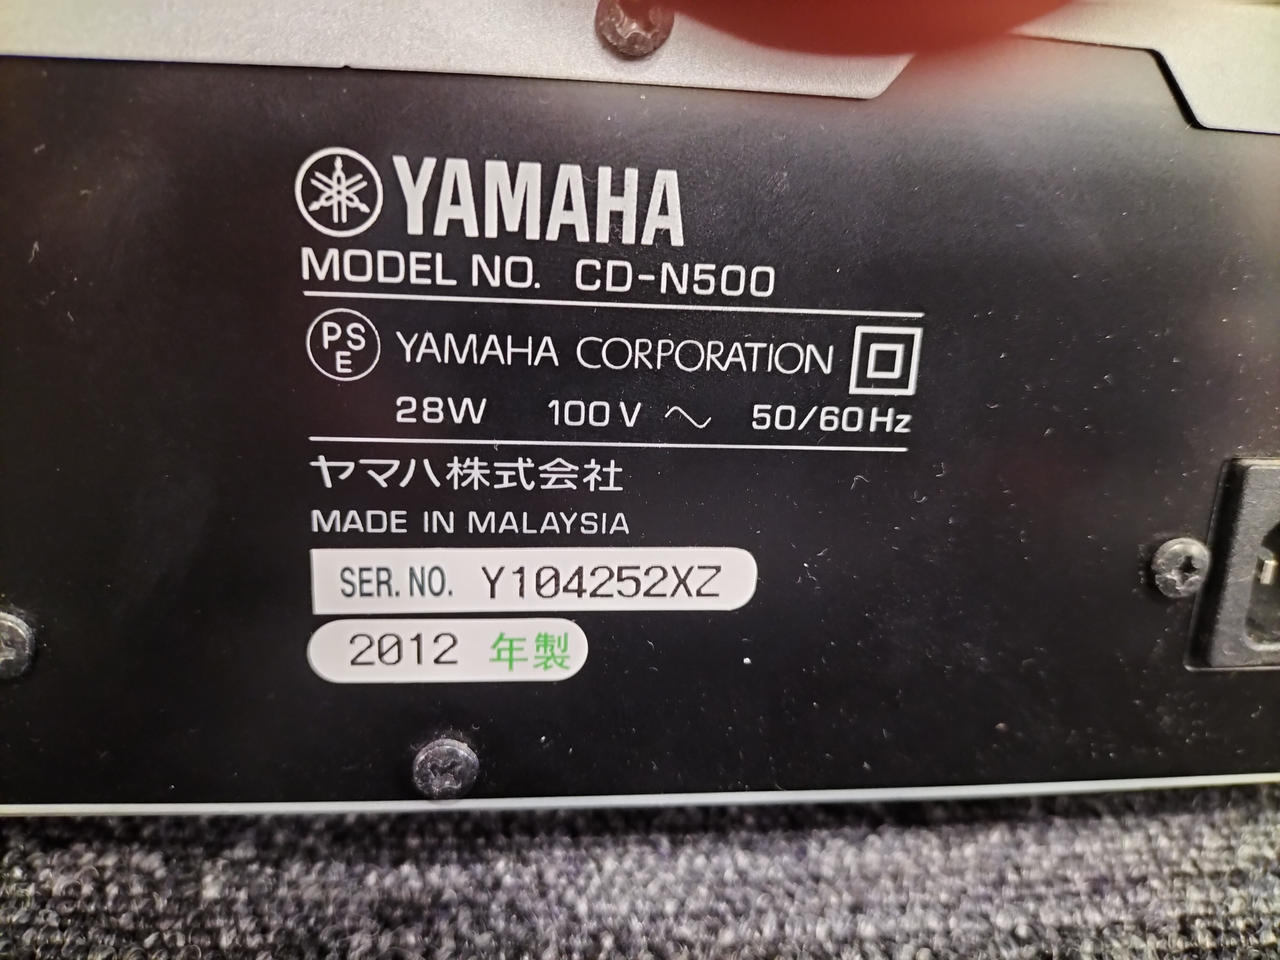 YAMAHA
MODEL NO. CD-N500
PSE YAMAHA CORPORATION
28W 100V ~ 50/60Hz
ヤマハ株式会社
MADE IN MALAYSIA
SER. NO. Y104252XZ
2012 年製